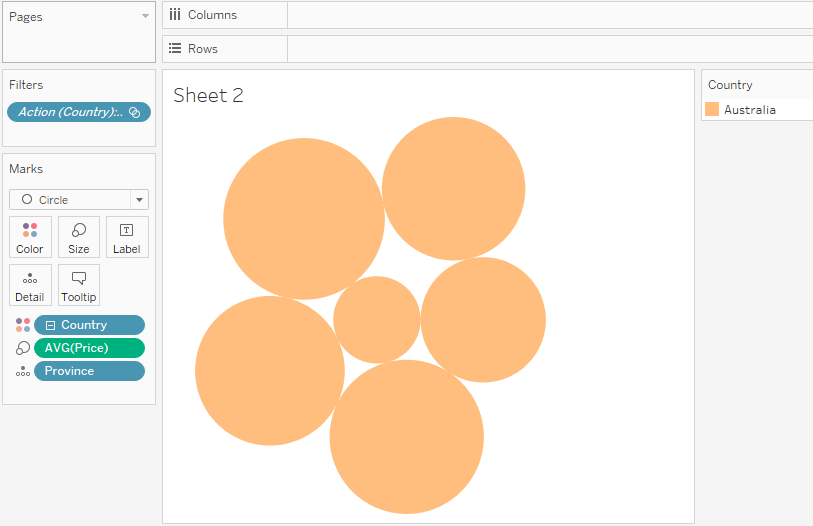 Pages
Columns
Rows
Filters
Action (Country):..
Marks
Circle
Color Size Label
Detail Tooltip
Country
AVG(Price)
Province
Sheet 2
Country
Australia